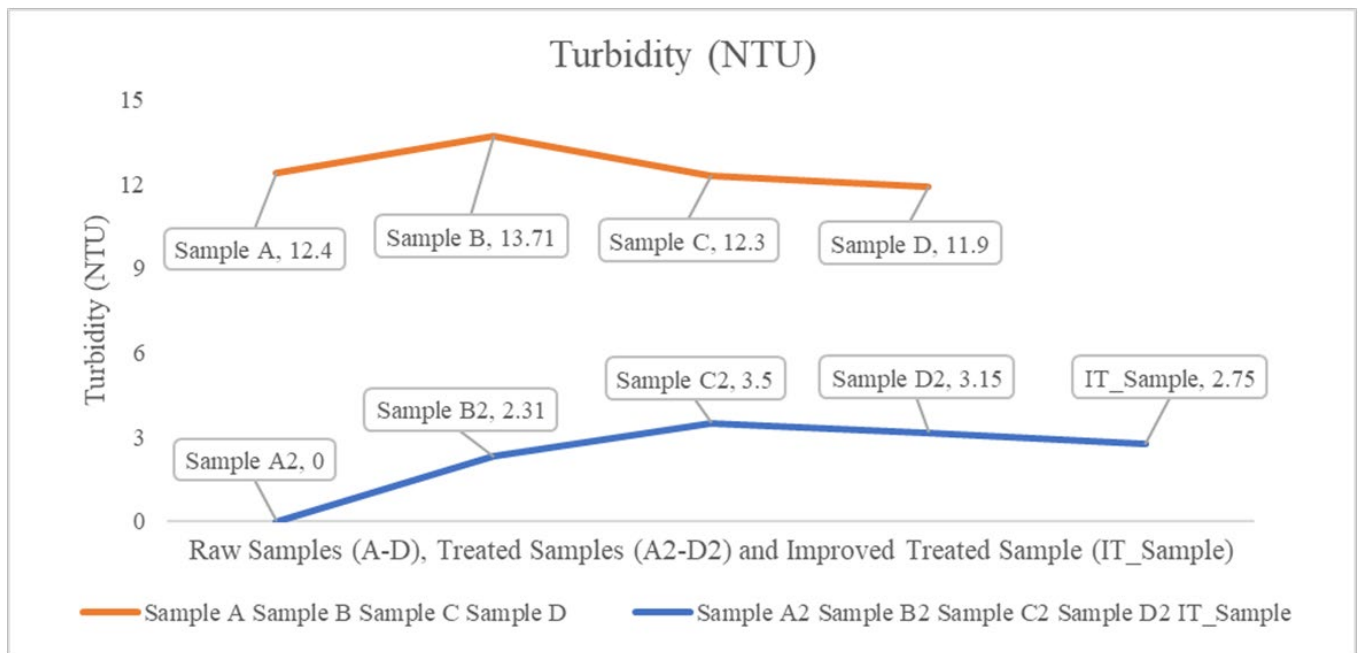 Turbidity (NTU)
Turbidity (NTU)
15
12
9
6
3
0
Sample A, 12.4
Sample B, 13.71
Sample C, 12.3
Sample D, 11.9
Sample A2, 0
Sample B2, 2.31
Sample C2, 3.5
Sample D2, 3.15
IT_Sample, 2.75
Raw Samples (A-D), Treated Samples (A2-D2) and Improved Treated Sample (IT_Sample)
Sample A Sample B Sample C Sample D
Sample A2 Sample B2 Sample C2 Sample D2 IT_Sample